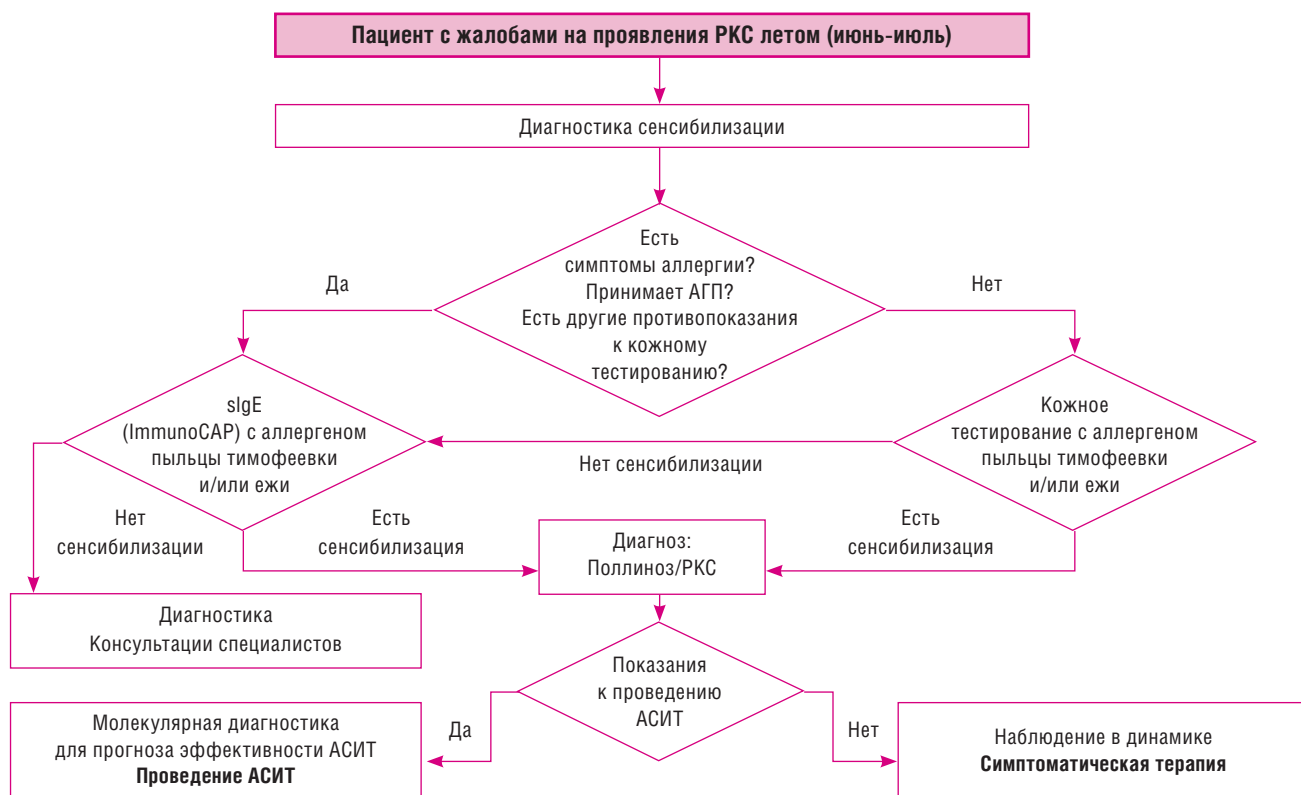 Пациент с жалобами на проявления РКС летом (июнь-июль)
Диагностика сенсибилизации
Есть
симптомы аллергии?
Принимает АГП?
Есть другие противопоказания
к кожному
тестированию?
Да
Нет
sIgE
(ImmunoCAP) с аллергеном
пыльцы тимофеевки
и/или ежи
Кожное
тестирование с аллергеном
пыльцы тимофеевки
и/или ежи
Нет сенсибилизации
Нет
сенсибилизации
Есть
сенсибилизация
Диагноз:
Поллиноз/РКС
Есть
сенсибилизация
Диагностика
Консультации специалистов
Показания
к проведению
АСИТ
Да
Нет
Молекулярная диагностика
для прогноза эффективности АСИТ
Проведение АСИТ
Наблюдение в динамике
Симптоматическая терапия